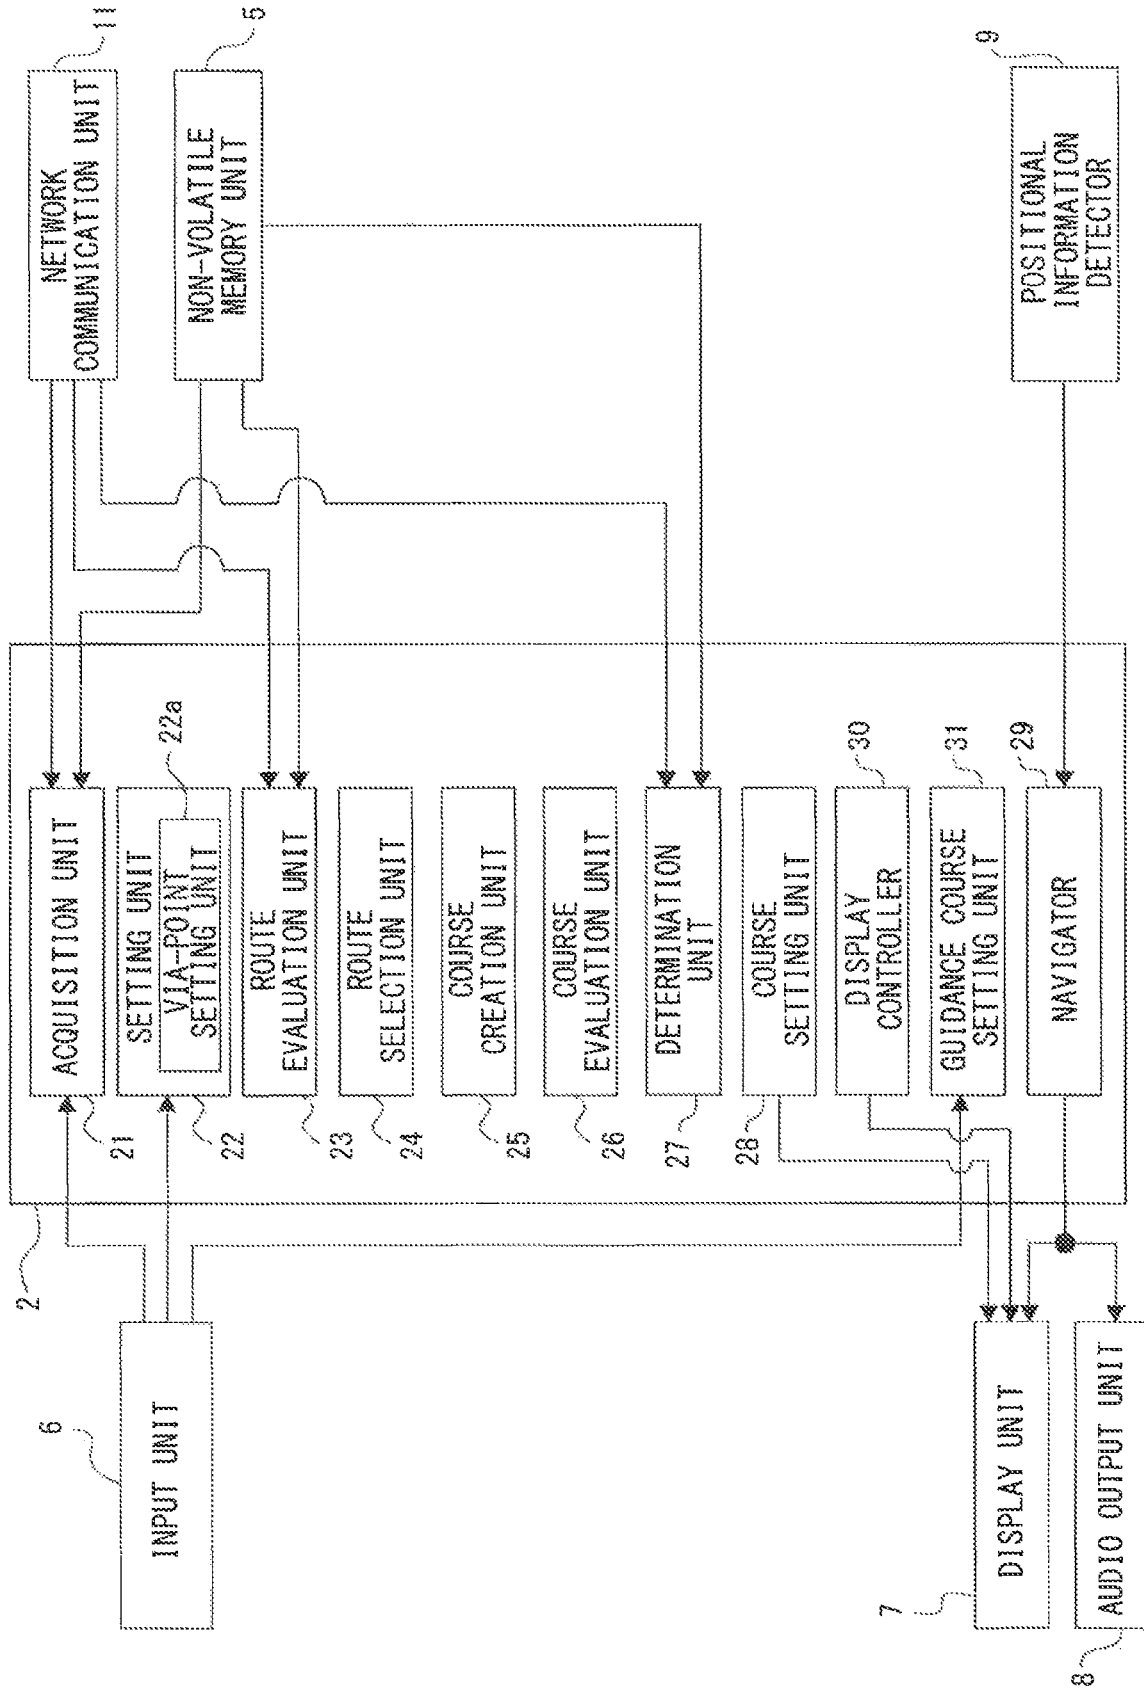 INPUT UNIT
6
DISPLAY UNIT
7
AUDIO OUTPUT UNIT
8
2
ACQUISITION UNIT
21
SETTING UNIT
22
VIA-POINT
SETTING UNIT
22a
ROUTE
EVALUATION UNIT
23
ROUTE
SELECTION UNIT
24
COURSE
CREATION UNIT
25
COURSE
EVALUATION UNIT
26
DETERMINATION
UNIT
27
COURSE
SETTING UNIT
28
DISPLAY
CONTROLLER
30
GUIDANCE COURSE
SETTING UNIT
31
NAVIGATOR
29
NETWORK
COMMUNICATION UNIT
11
NON-VOLATILE
MEMORY UNIT
5
POSITIONAL
INFORMATION
DETECTOR
9